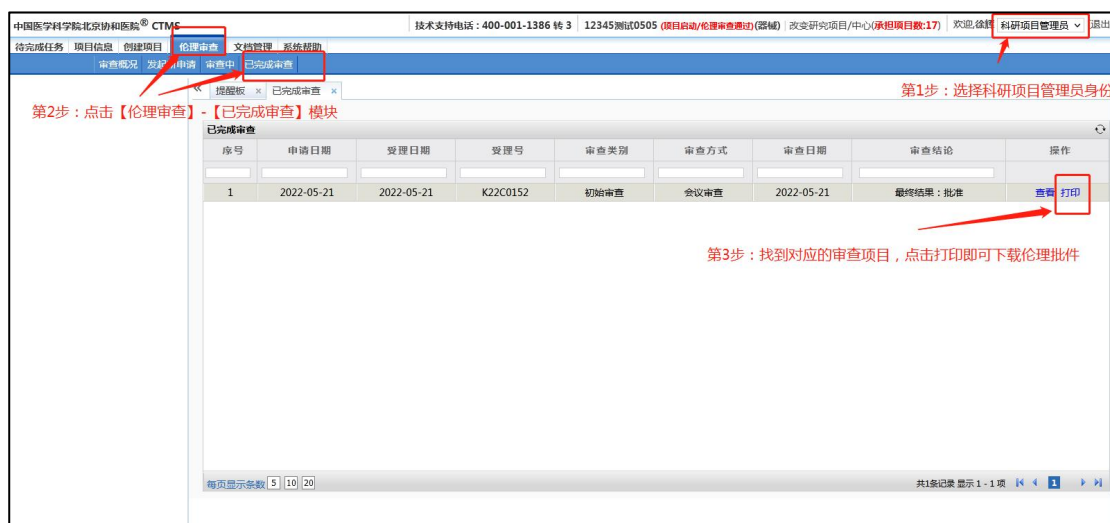 中国医学科学院北京协和医院® CTMS 技术支持电话：400-001-1386 转 3 12345测试0505 (项目启动/伦理审查通过)(器械) 改变研究项目/中心(承担项目数:17) 欢迎,徐辉 科研项目管理员 退出
待完成任务 项目信息 创建项目 伦理审查 文档管理 系统帮助
审查概况 发起新申请 审查中 已完成审查
提醒板 × 已完成审查 ×
第1步：选择科研项目管理员身份
第2步：点击【伦理审查】-【已完成审查】模块
已完成审查
序号 申请日期 受理日期 受理号 审查类别 审查方式 审查日期 审查结论 操作
1 2022-05-21 2022-05-21 K22C0152 初始审查 会议审查 2022-05-21 最终结果：批准 查看 打印
第3步：找到对应的审查项目，点击打印即可下载伦理批件
每页显示条数 5 10 20 共1条记录 显示 1 - 1 项 1